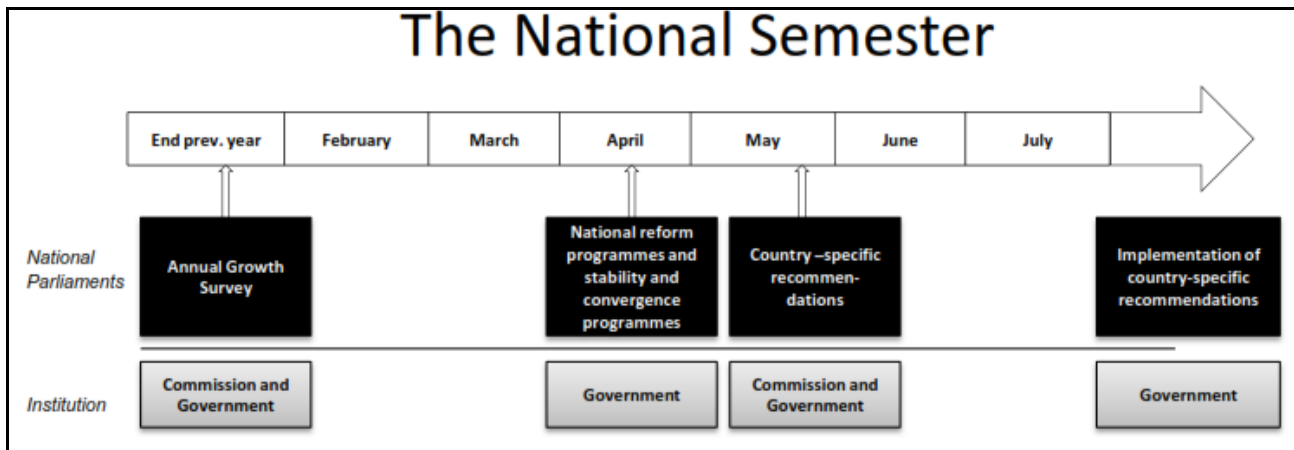 The National Semester
End prev. year
February
March
April
May
June
July
National
Parliaments
Annual Growth
Survey
National reform
programmes and
stability and
convergence
programmes
Country –specific
recommen-
dations
Implementation of
country-specific
recommendations
Institution
Commission and
Government
Government
Commission and
Government
Government